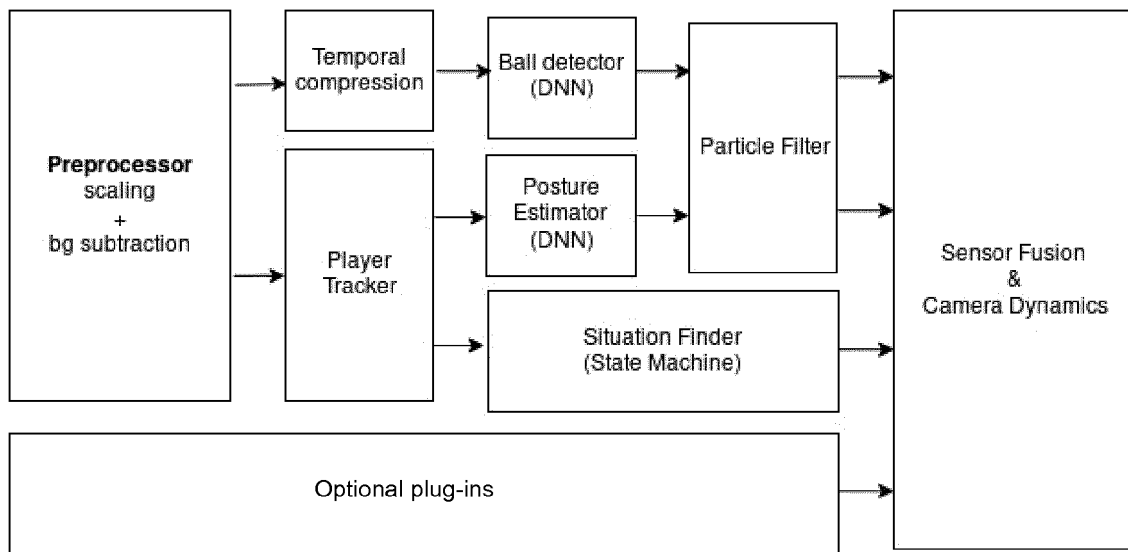 Preprocessor
scaling
+
bg subtraction
Temporal
compression
Ball detector
(DNN)
Particle Filter
Player
Tracker
Posture
Estimator
(DNN)
Situation Finder
(State Machine)
Sensor Fusion
&
Camera Dynamics
Optional plug-ins